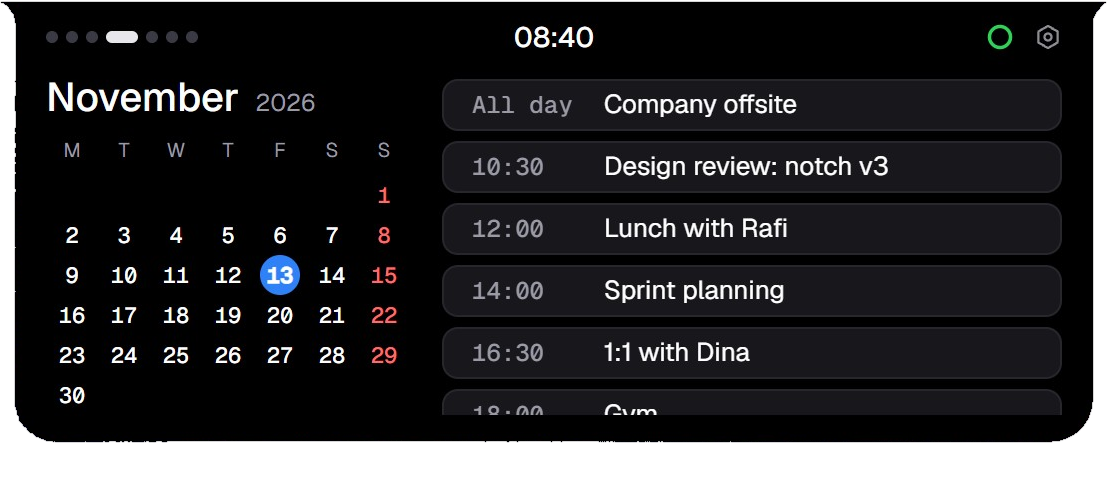 08:40
November 2026
M T W T F S S
1
2 3 4 5 6 7 8
9 10 11 12 13 14 15
16 17 18 19 20 21 22
23 24 25 26 27 28 29
30
All day Company offsite
10:30 Design review: notch v3
12:00 Lunch with Rafi
14:00 Sprint planning
16:30 1:1 with Dina
18:00 Gym